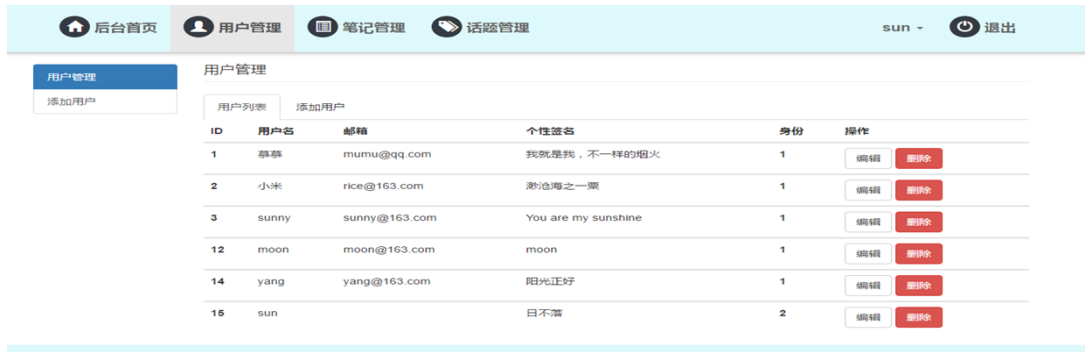 后台首页 用户管理 笔记管理 话题管理 sun 退出
用户管理
添加用户
用户管理
用户列表 添加用户
ID 用户名 邮箱 个性签名 身份 操作
1 慕慕 mumu@qq.com 我就是我，不一样的烟火 1 编辑 删除
2 小米 rice@163.com 渺沧海之一粟 1 编辑 删除
3 sunny sunny@163.com You are my sunshine 1 编辑 删除
12 moon moon@163.com moon 1 编辑 删除
14 yang yang@163.com 阳光正好 1 编辑 删除
15 sun 日不落 2 编辑 删除